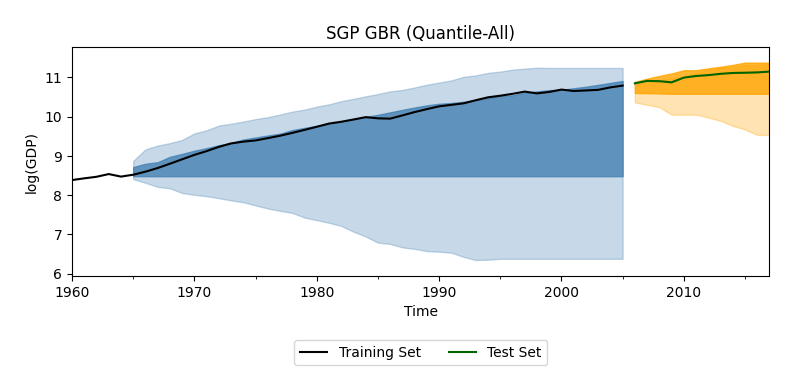 SGP GBR (Quantile-All)
11
10
9
8
7
6
log(GDP)
1960 1970 1980 1990 2000 2010
Time
Training Set Test Set